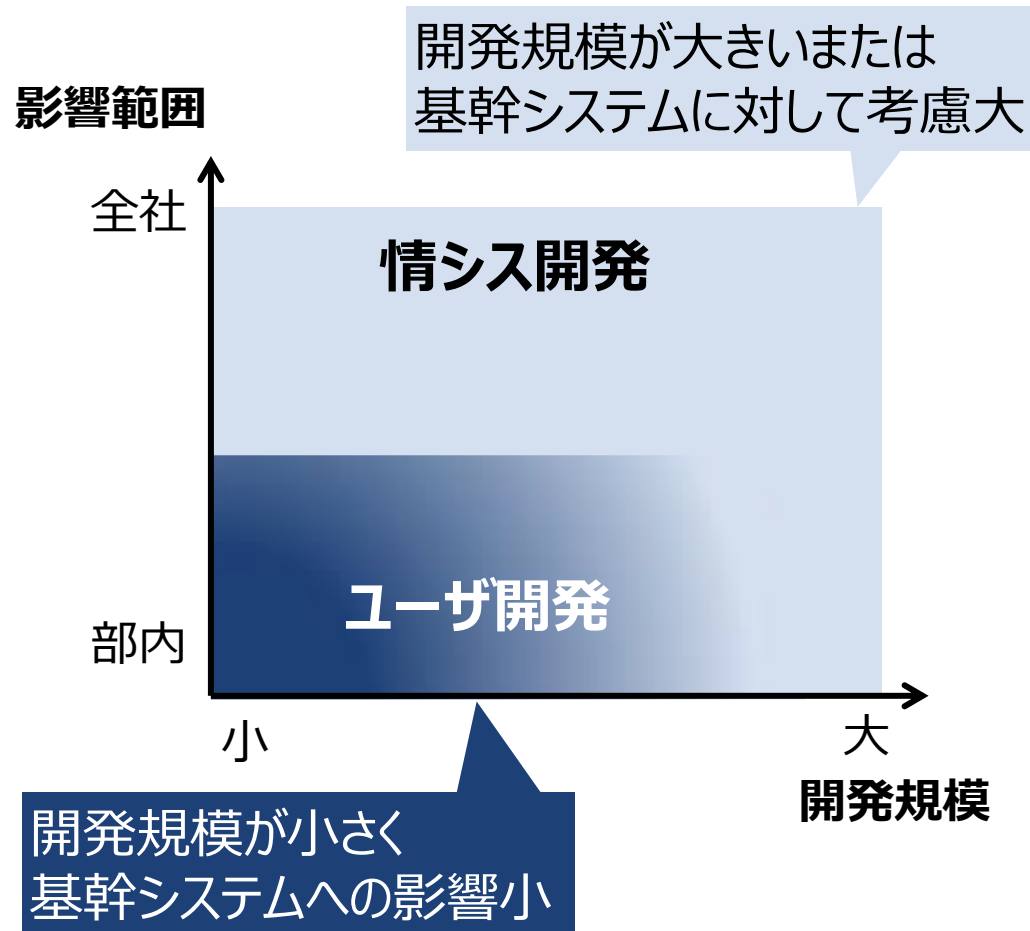 開発規模が大きいまたは
基幹システムに対して考慮大
影響範囲
全社
情シス開発
ユーザ開発
部内
小
大
開発規模
開発規模が小さく
基幹システムへの影響小